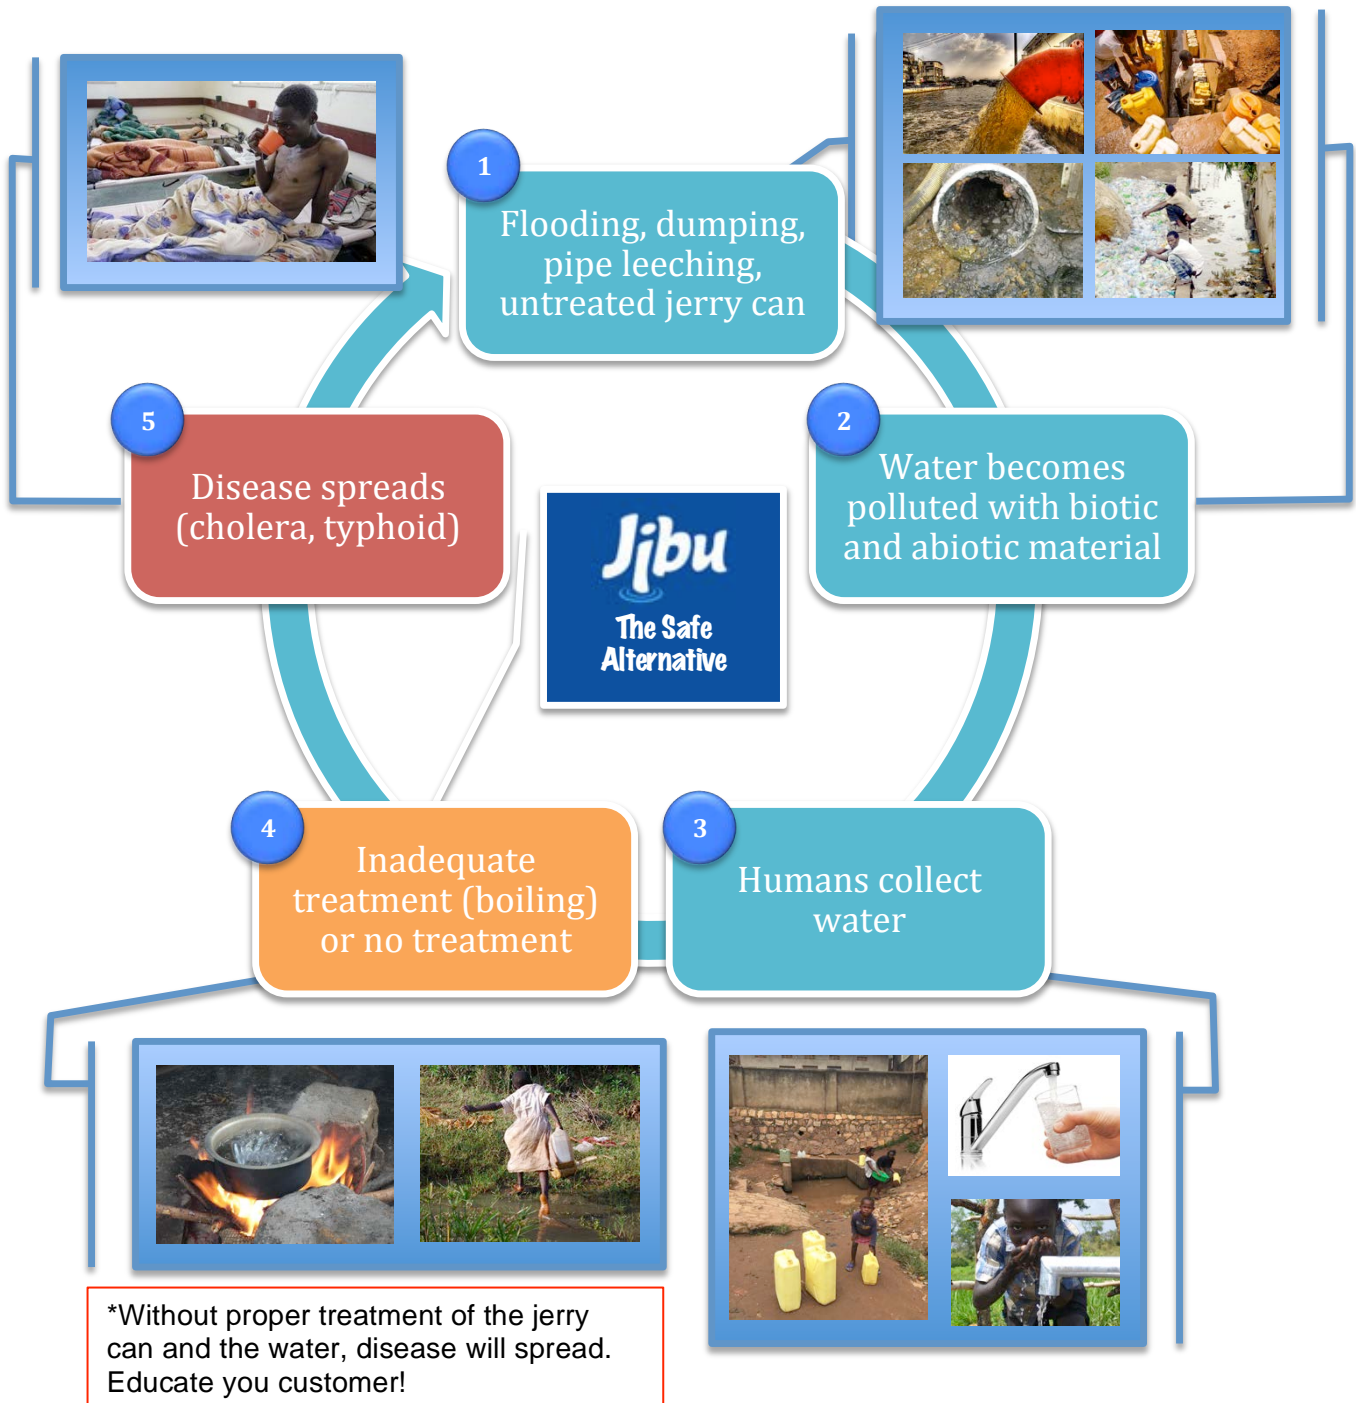 1
Flooding, dumping,
pipe leeching,
untreated jerry can
2
Water becomes
polluted with biotic
and abiotic material
3
Humans collect
water
4
Inadequate
treatment (boiling)
or no treatment
5
Disease spreads
(cholera, typhoid)
Jibu
The Safe
Alternative
*Without proper treatment of the jerry
can and the water, disease will spread.
Educate you customer!